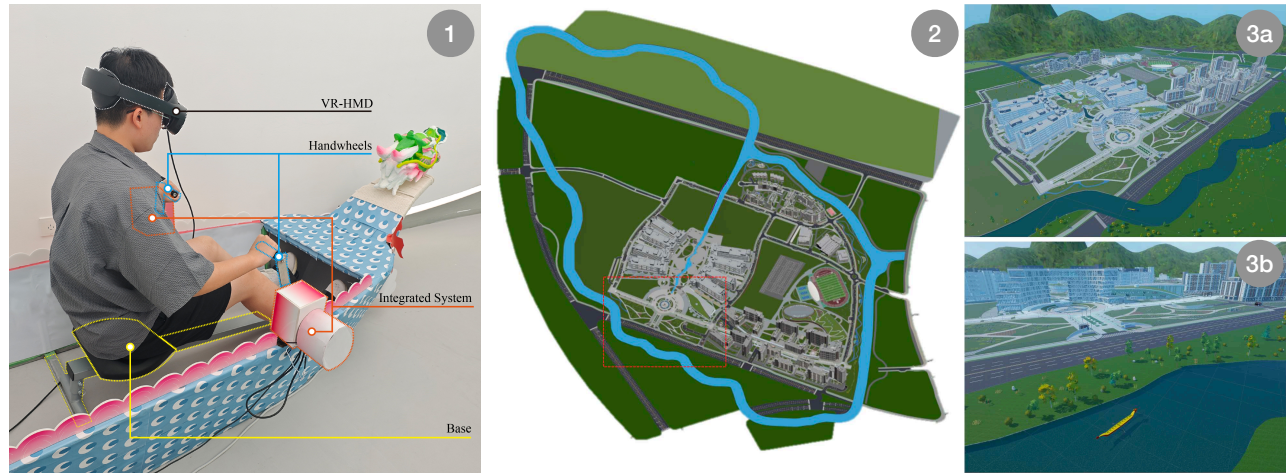 1
VR-HMD
Handwheels
Integrated System
Base
2
3a
3b